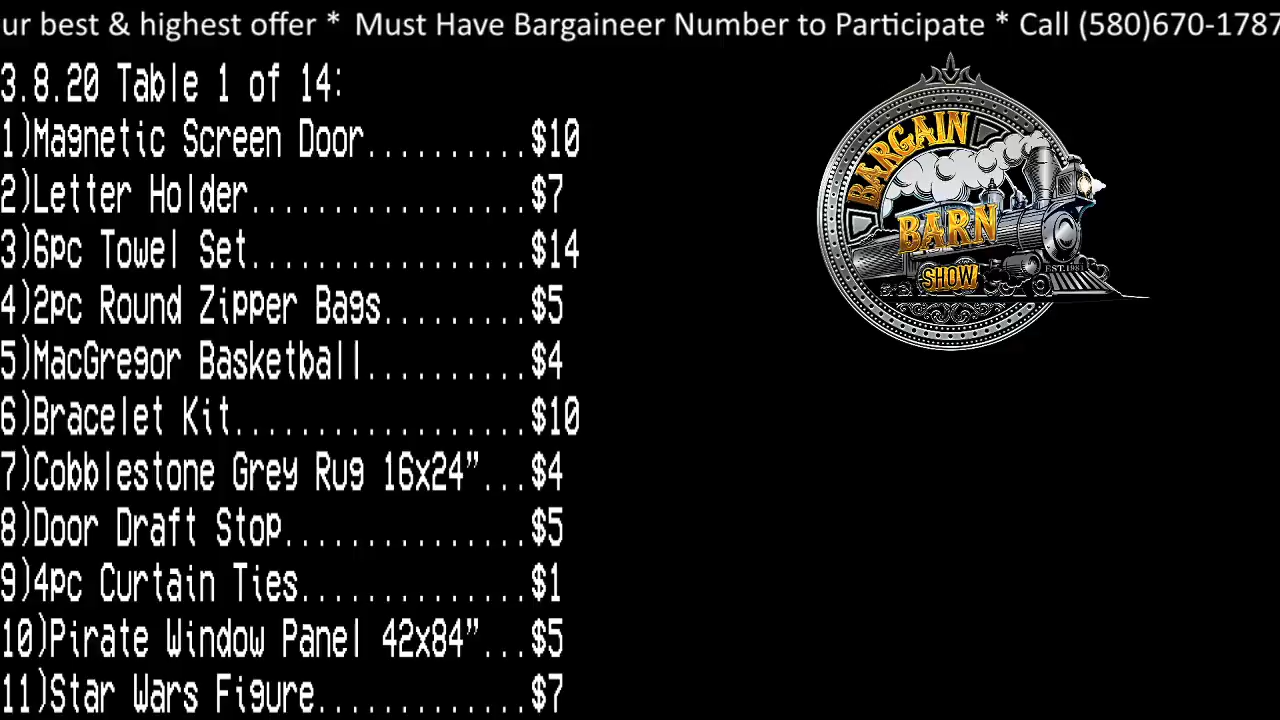 ur best & highest offer * Must Have Bargaineer Number to Participate * Call (580)670-1787
3.8.20 Table 1 of 14:
1)Magnetic Screen Door..........$10
2)Letter Holder.................$7
3)6pc Towel Set.................$14
4)2pc Round Zipper Bags.........$5
5)MacGregor Basketball..........$4
6)Bracelet Kit..................$10
7)Cobblestone Grey Rug 16x24”...$4
8)Door Draft Stop...............$5
9)4pc Curtain Ties..............$1
10)Pirate Window Panel 42x84”...$5
11)Star Wars Figure.............$7
BARGAIN
BARN
SHOW